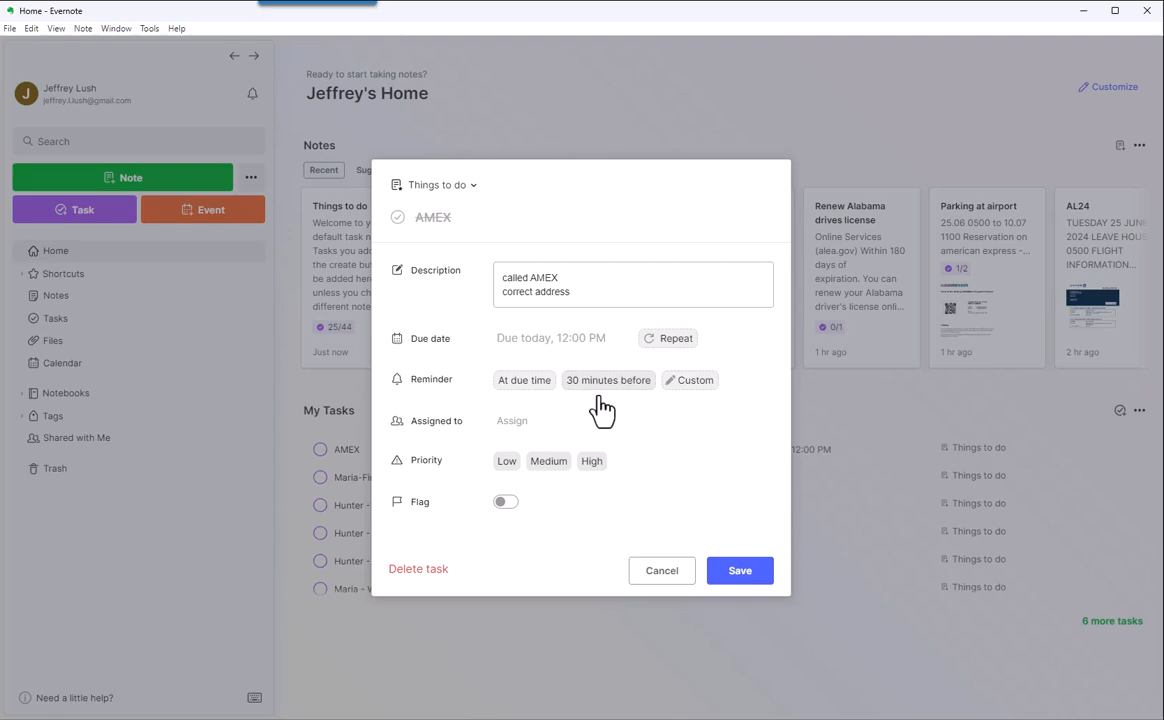 Home - Evernote
File Edit View Note Window Tools Help
J
Jeffrey Lush
jeffrey.l.lush@gmail.com
Search
Note
Task
Event
Home
Shortcuts
Notes
Tasks
Files
Calendar
Notebooks
Tags
Shared with Me
Trash
Need a little help?
Ready to start taking notes?
Jeffrey's Home
Customize
Notes
Recent
Sug
Things to do
Welcome to y
default task n
Tasks you ad
the create but
be added here
unless you ch
different note
25/44
Just now
Renew Alabama
drives license
Online Services
(alea.gov) Within 180
days of
expiration. You can
renew your Alabama
driver's license onli...
0/1
1 hr ago
Parking at airport
25.06 0500 to 10.07
1100 Reservation on
american express -...
1/2
1 hr ago
AL24
TUESDAY 25 JUN
2024 LEAVE HOUS
0500 FLIGHT
INFORMATION...
2 hr ago
My Tasks
AMEX
12:00 PM
Things to do
Maria-Fi
Things to do
Hunter -
Things to do
Hunter -
Things to do
Hunter -
Things to do
Maria - W
Things to do
6 more tasks
Things to do
AMEX
Description
called AMEX
correct address
Due date
Due today, 12:00 PM
Repeat
Reminder
At due time
30 minutes before
Custom
Assigned to
Assign
Priority
Low
Medium
High
Flag
Delete task
Cancel
Save